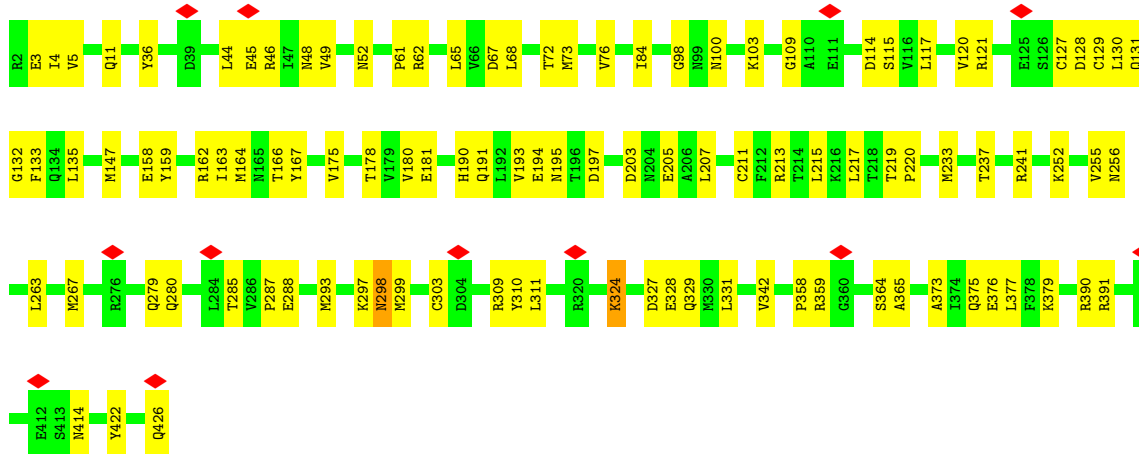 R2 E3 I4 V5 Q11 Y36 D39 L44 E45 R46 I47 N48 V49 N52 P61 R62 L65 V66 D67 L68 T72 M73 V76 I84 G98 N99 N100 K103 G109 A110 E111 D114 S115 V116 L117 V120 R121 E125 S126 C127 D128 C129 L130 Q131
G132 F133 Q134 L135 M147 E158 Y159 R162 I163 M164 N165 T166 Y167 V175 T178 V179 V180 E181 H190 Q191 L192 V193 E194 N195 T196 D197 D203 N204 E205 A206 L207 C211 F212 R213 T214 L215 K216 L217 T218 T219 P220 M233 T237 R241 K252 V255 N256
L263 M267 R276 Q279 Q280 L284 T285 V286 P287 E288 M293 K297 N298 M299 C303 D304 R309 Y310 L311 R320 K324 D327 E328 Q329 M330 L331 V342 P358 R359 G360 S364 A365 A373 I374 Q375 E376 L377 F378 K379 R390 R391
E412 S413 N414 Y422 Q426